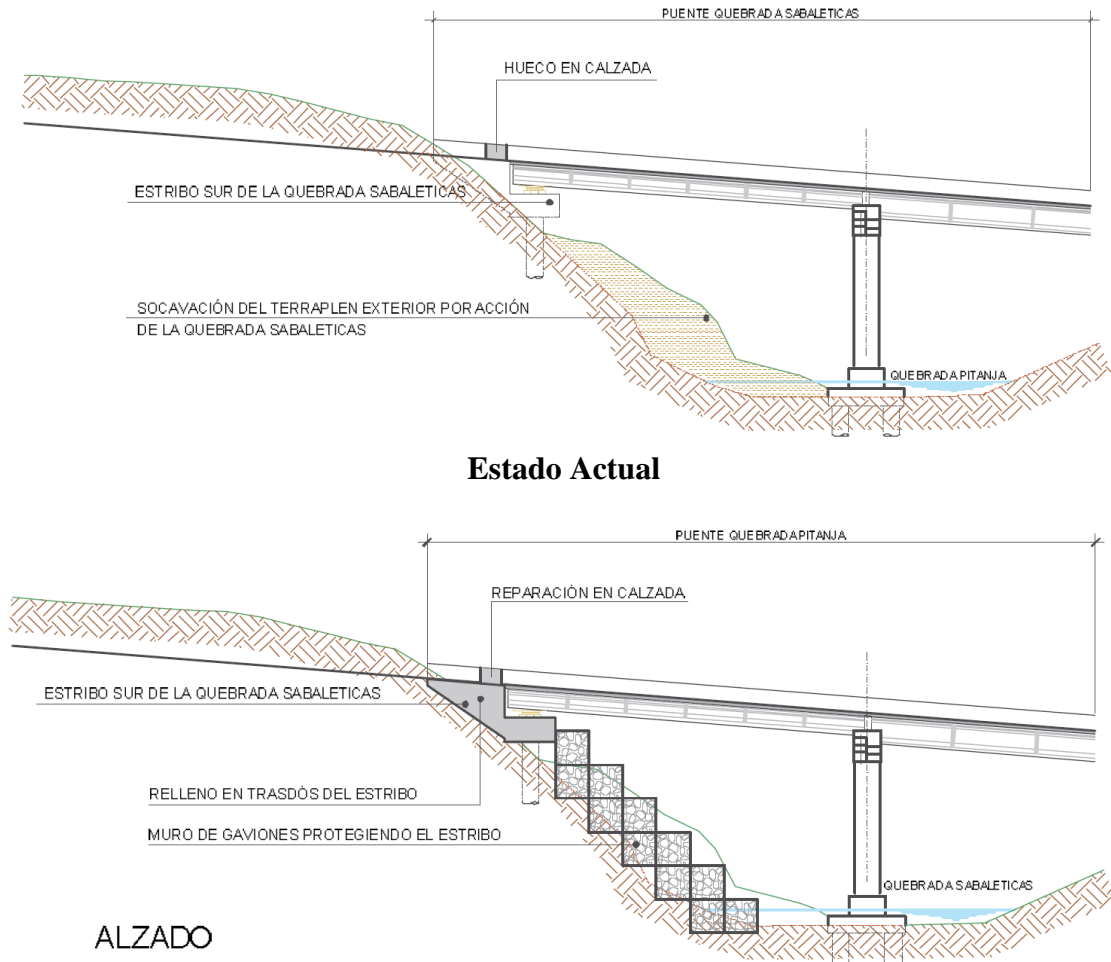 PUENTE QUEBRADA SABALETICAS
HUECO EN CALZADA
ESTRIBO SUR DE LA QUEBRADA SABALETICAS
SOCAVACIÓN DEL TERRAPLEN EXTERIOR POR ACCIÓN
DE LA QUEBRADA SABALETICAS
QUEBRADA PITANJA
Estado Actual
PUENTE QUEBRADA PITANJA
REPARACIÓN EN CALZADA
ESTRIBO SUR DE LA QUEBRADA SABALETICAS
RELLENO EN TRASDÓS DEL ESTRIBO
MURO DE GAVIONES PROTEGIENDO EL ESTRIBO
QUEBRADA SABALETICAS
ALZADO